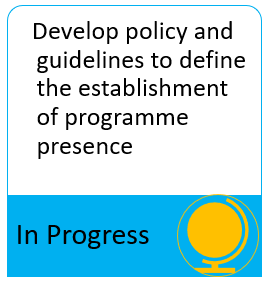 Develop policy and
guidelines to define
the establishment
of programme
presence
In Progress